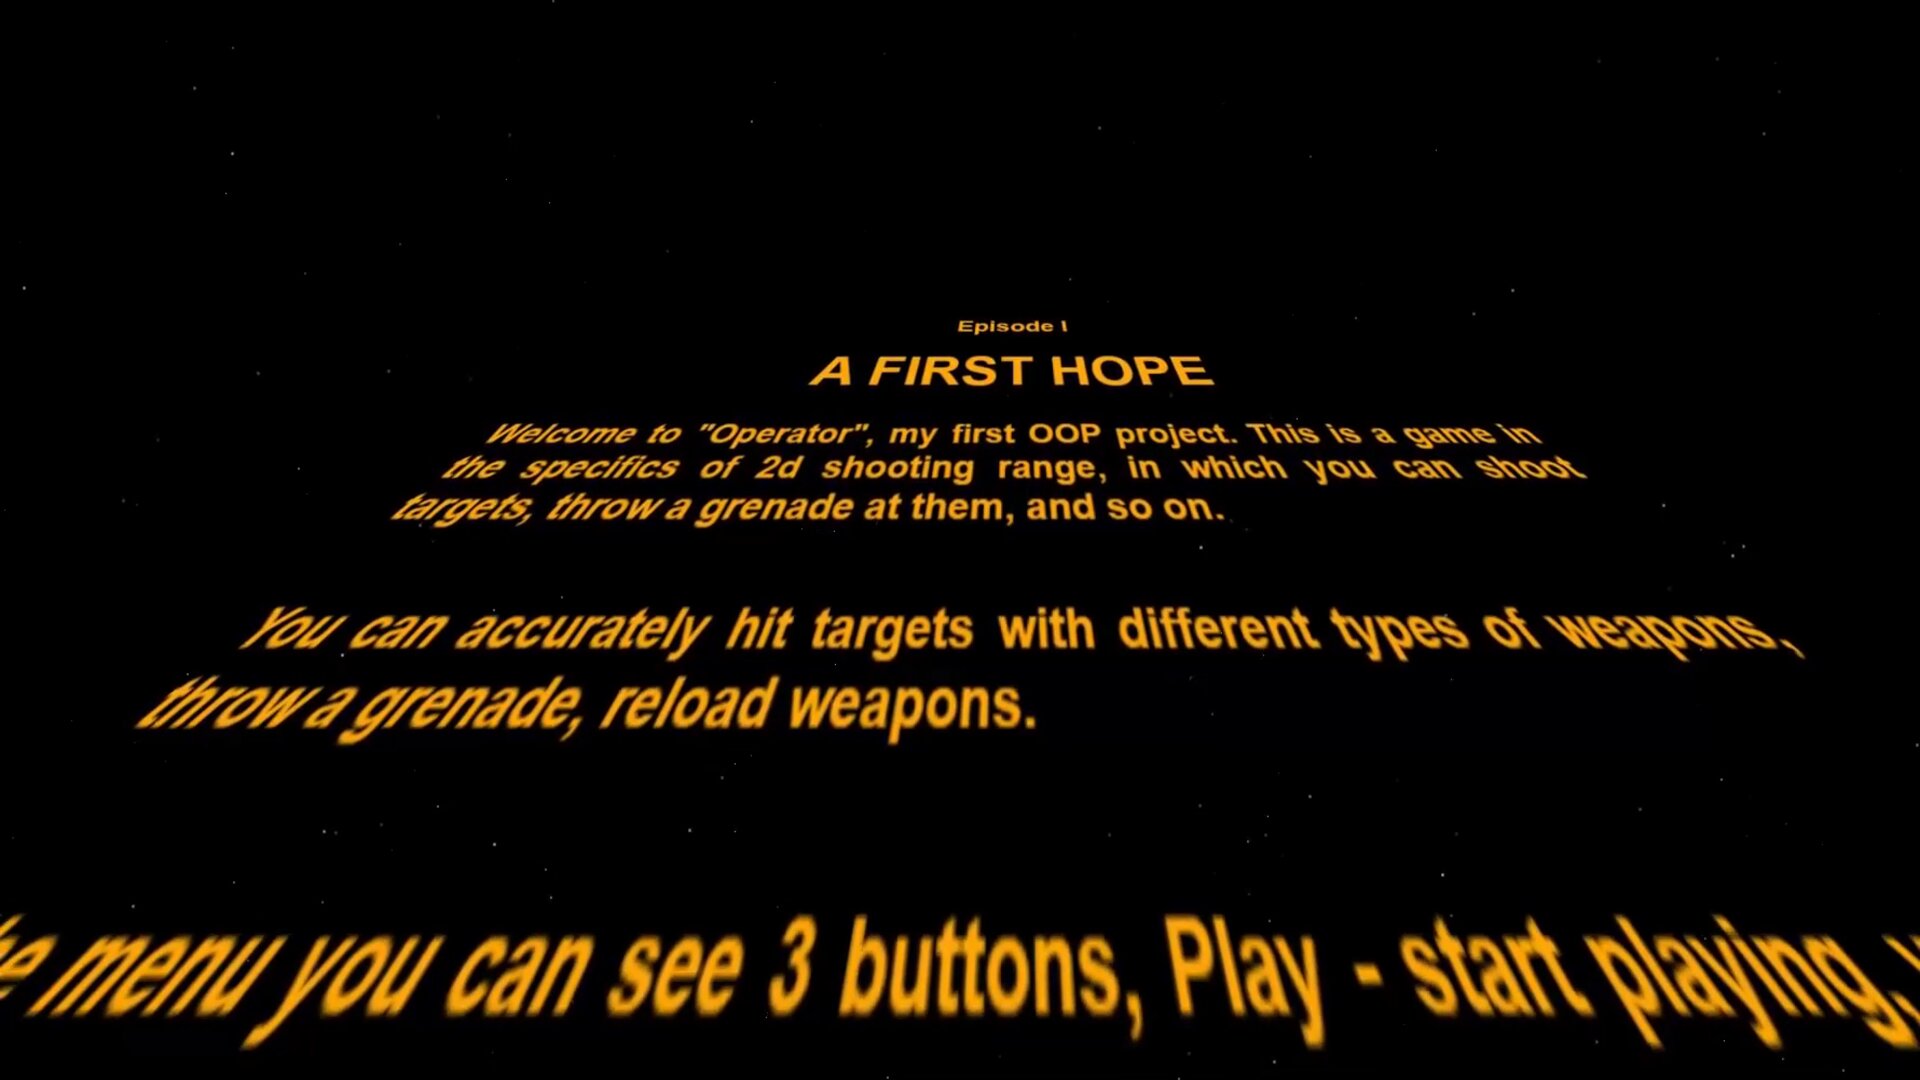 Episode I
A FIRST HOPE
Welcome to "Operator", my first OOP project. This is a game in
the specifics of 2d shooting range, in which you can shoot
targets, throw a grenade at them, and so on.
You can accurately hit targets with different types of weapons,
throw a grenade, reload weapons.
menu you can see 3 buttons, Play - start playing,